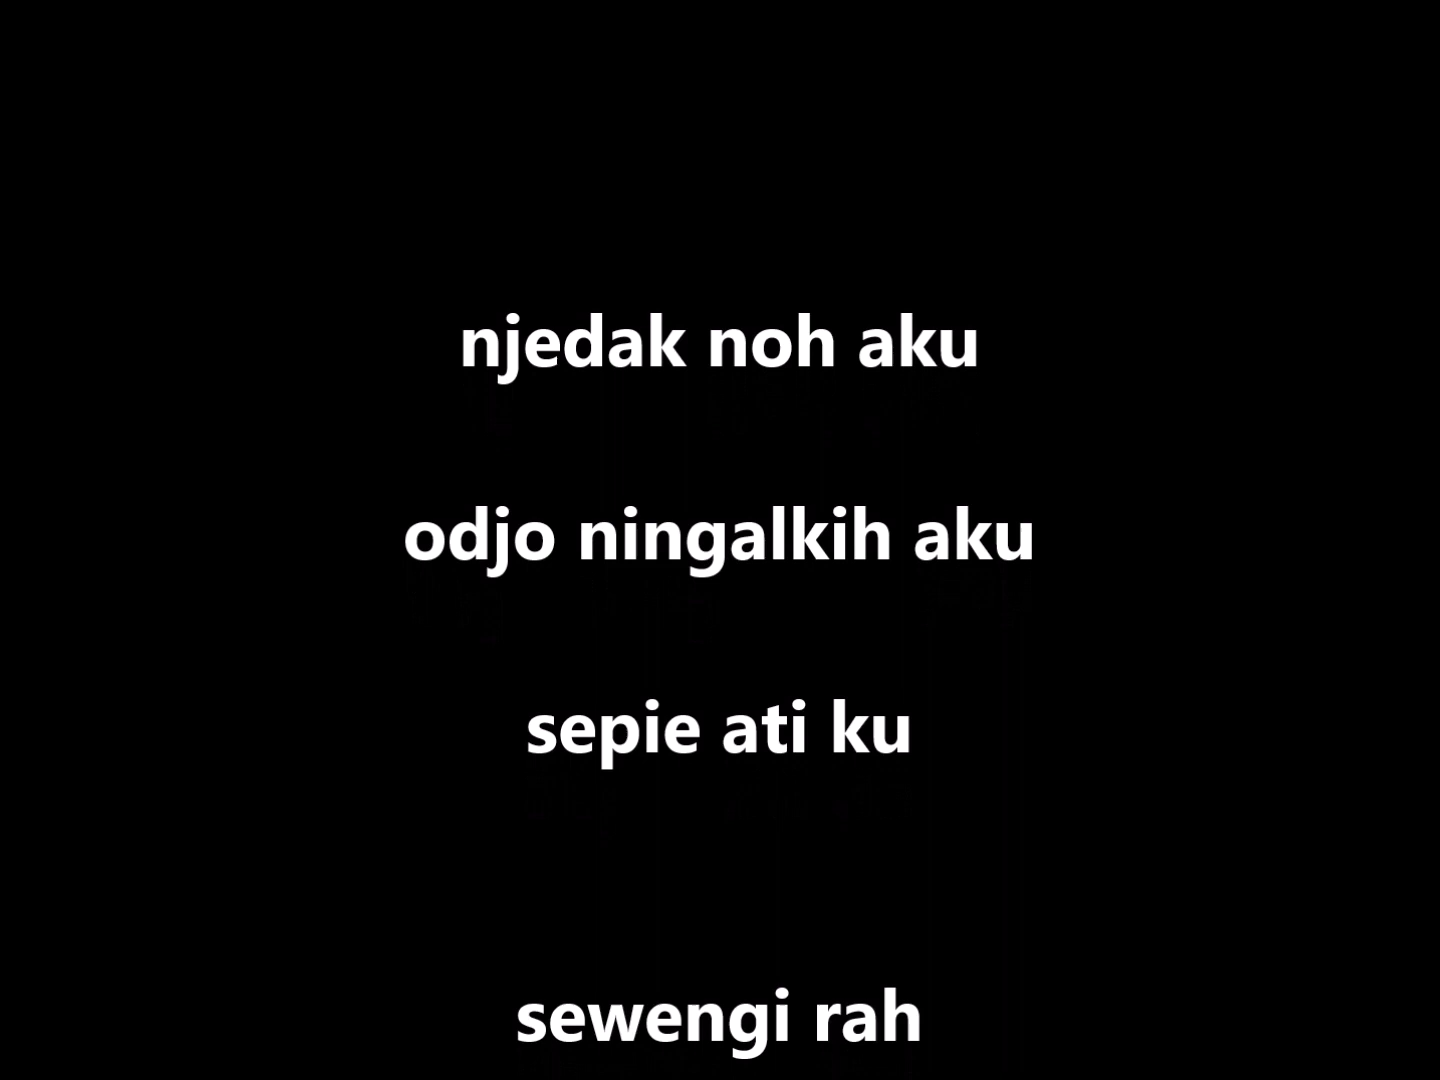 njedak noh aku
odjo ningalkih aku
sepie ati ku
sewengi rah